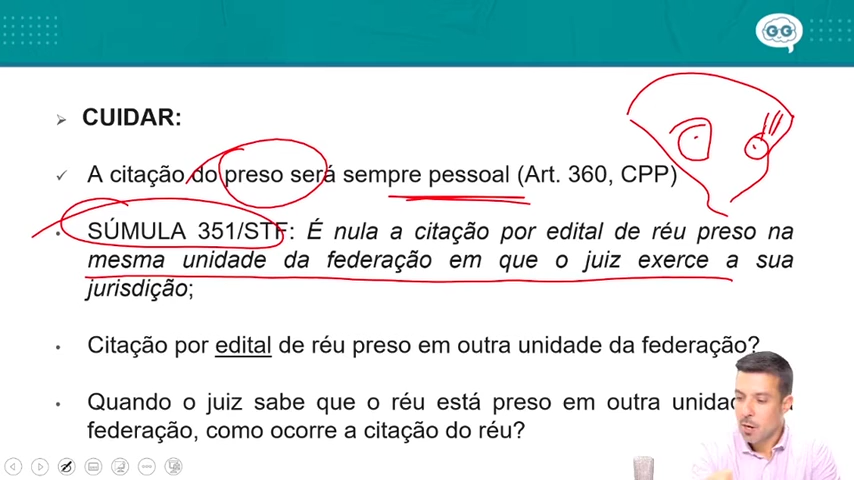 GG
CUIDAR:
A citação do preso será sempre pessoal (Art. 360, CPP)
SÚMULA 351/STF: É nula a citação por edital de réu preso na
mesma unidade da federação em que o juiz exerce a sua
jurisdição;
Citação por edital de réu preso em outra unidade da federação?
Quando o juiz sabe que o réu está preso em outra
federação, como ocorre a citação do réu?